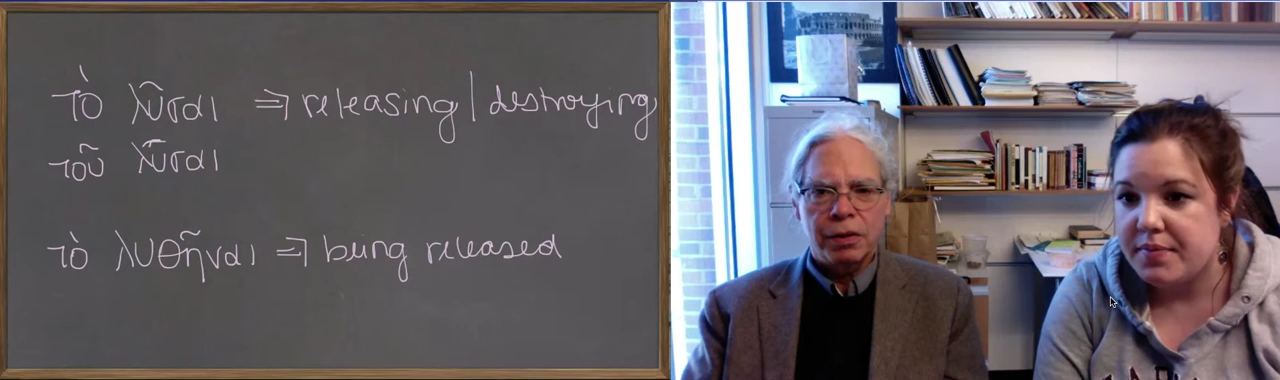 τὸ λῦσαι ⇒ releasing | destroying
τοῦ λῦσαι
τὸ λυθῆναι ⇒ being released